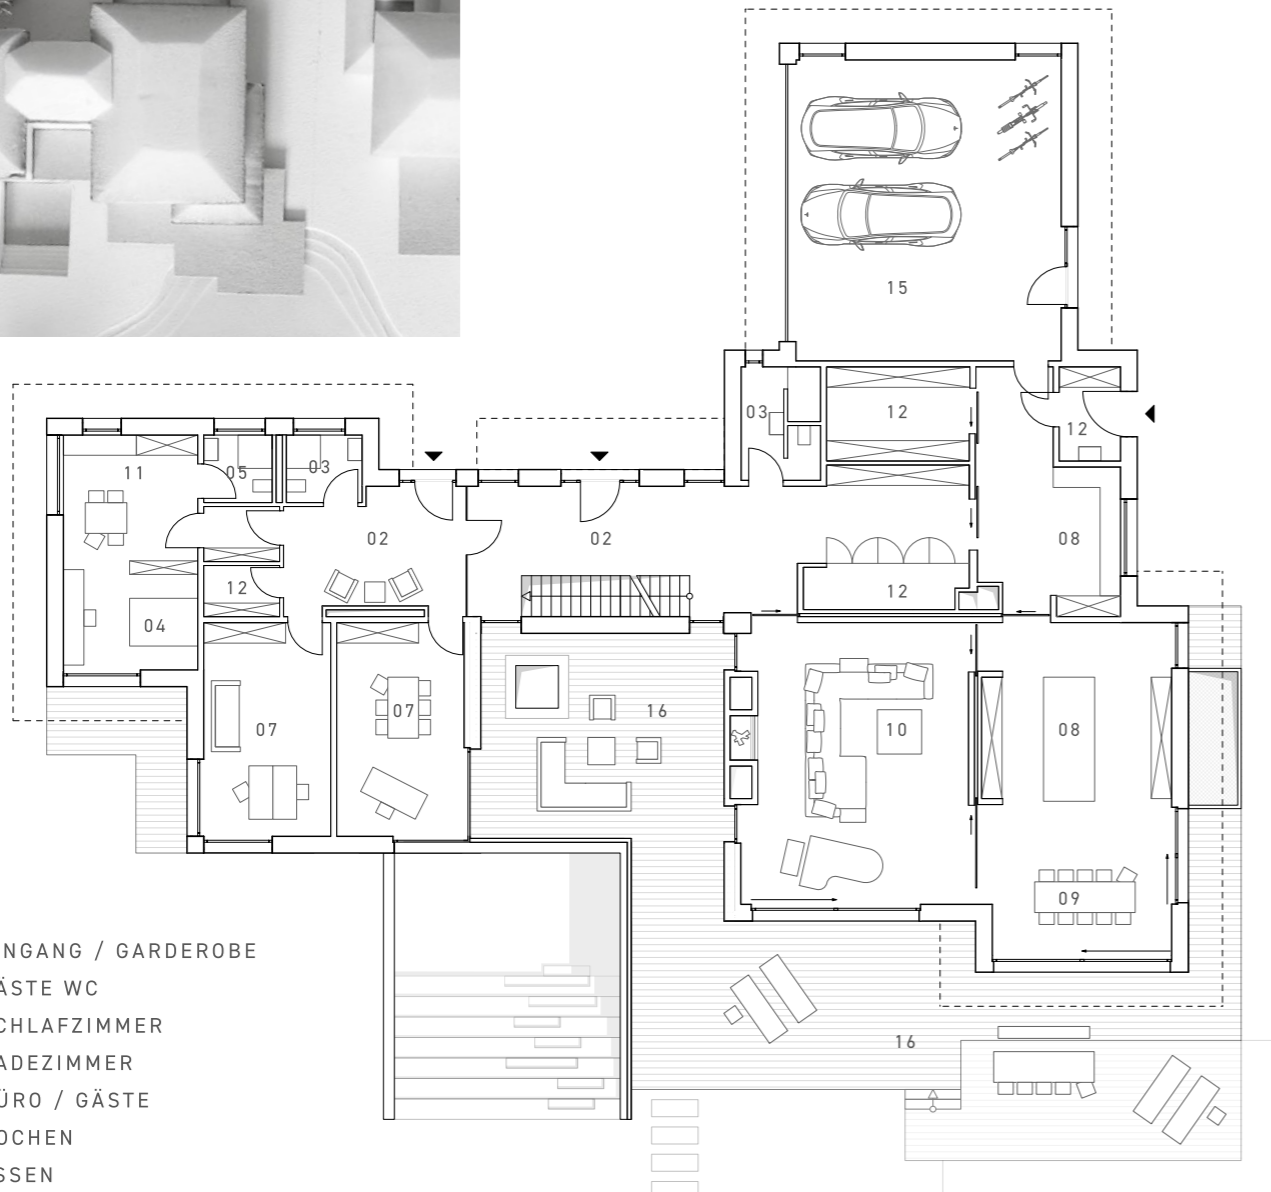 15
03
12
12
11
05
03
02
02
08
12
12
04
16
07
07
10
08
09
16
NGANG / GARDEROBE
ÄSTE WC
CHLAFZIMMER
ADEZIMMER
ÜRO / GÄSTE
OCHEN
SSEN